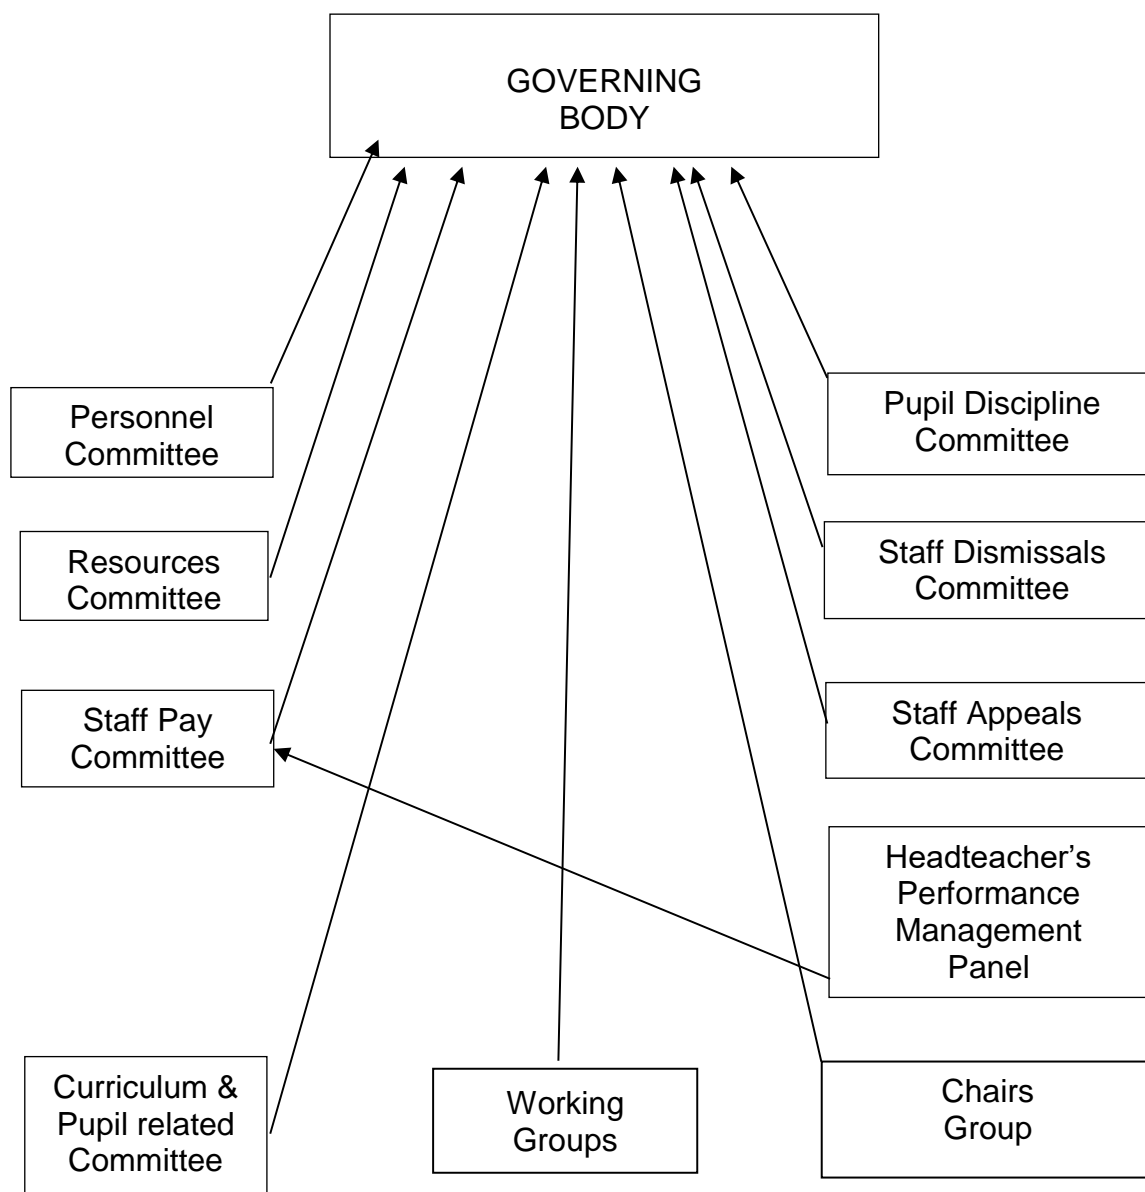 GOVERNING
BODY
Personnel
Committee
Pupil Discipline
Committee
Resources
Committee
Staff Dismissals
Committee
Staff Pay
Committee
Staff Appeals
Committee
Headteacher’s
Performance
Management
Panel
Curriculum &
Pupil related
Committee
Working
Groups
Chairs
Group